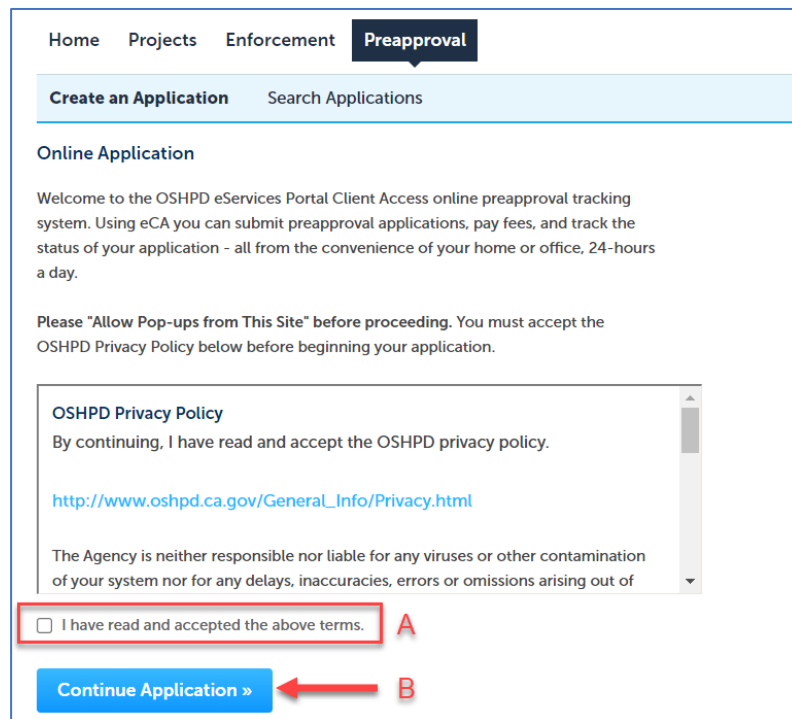 Home Projects Enforcement Preapproval
Create an Application Search Applications
Online Application
Welcome to the OSHPD eServices Portal Client Access online preapproval tracking
system. Using eCA you can submit preapproval applications, pay fees, and track the
status of your application - all from the convenience of your home or office, 24-hours
a day.
Please "Allow Pop-ups from This Site" before proceeding. You must accept the
OSHPD Privacy Policy below before beginning your application.
OSHPD Privacy Policy
By continuing, I have read and accept the OSHPD privacy policy.
http://www.oshpd.ca.gov/General_Info/Privacy.html
The Agency is neither responsible nor liable for any viruses or other contamination
of your system nor for any delays, inaccuracies, errors or omissions arising out of
I have read and accepted the above terms. A
Continue Application » B